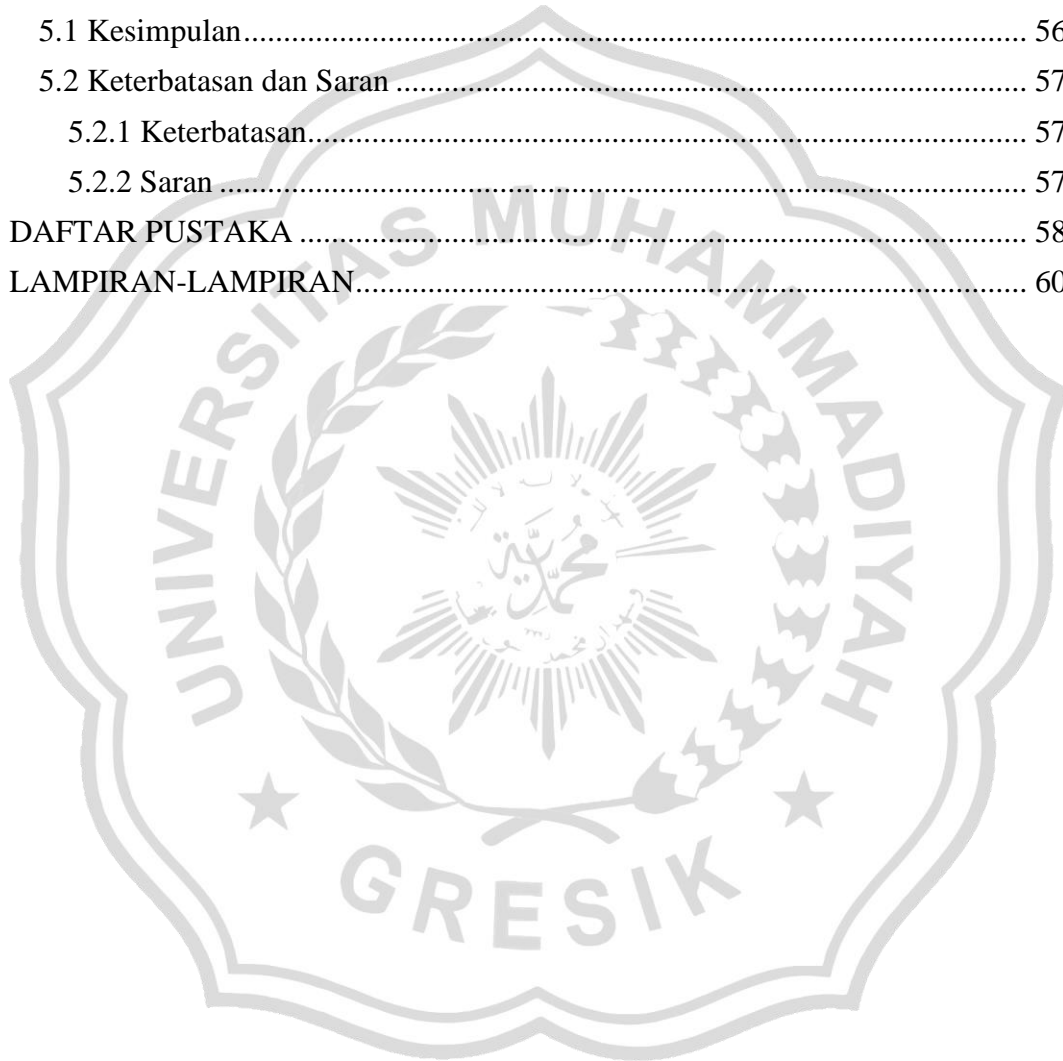 5.1 Kesimpulan.................................................................................................. 56
5.2 Keterbatasan dan Saran ............................................................................... 57
5.2.1 Keterbatasan.......................................................................................... 57
5.2.2 Saran ..................................................................................................... 57
DAFTAR PUSTAKA ........................................................................................... 58
LAMPIRAN-LAMPIRAN.................................................................................... 60
UNIVERSITAS MUHAMMADIYAH
محمدية
GRESIK